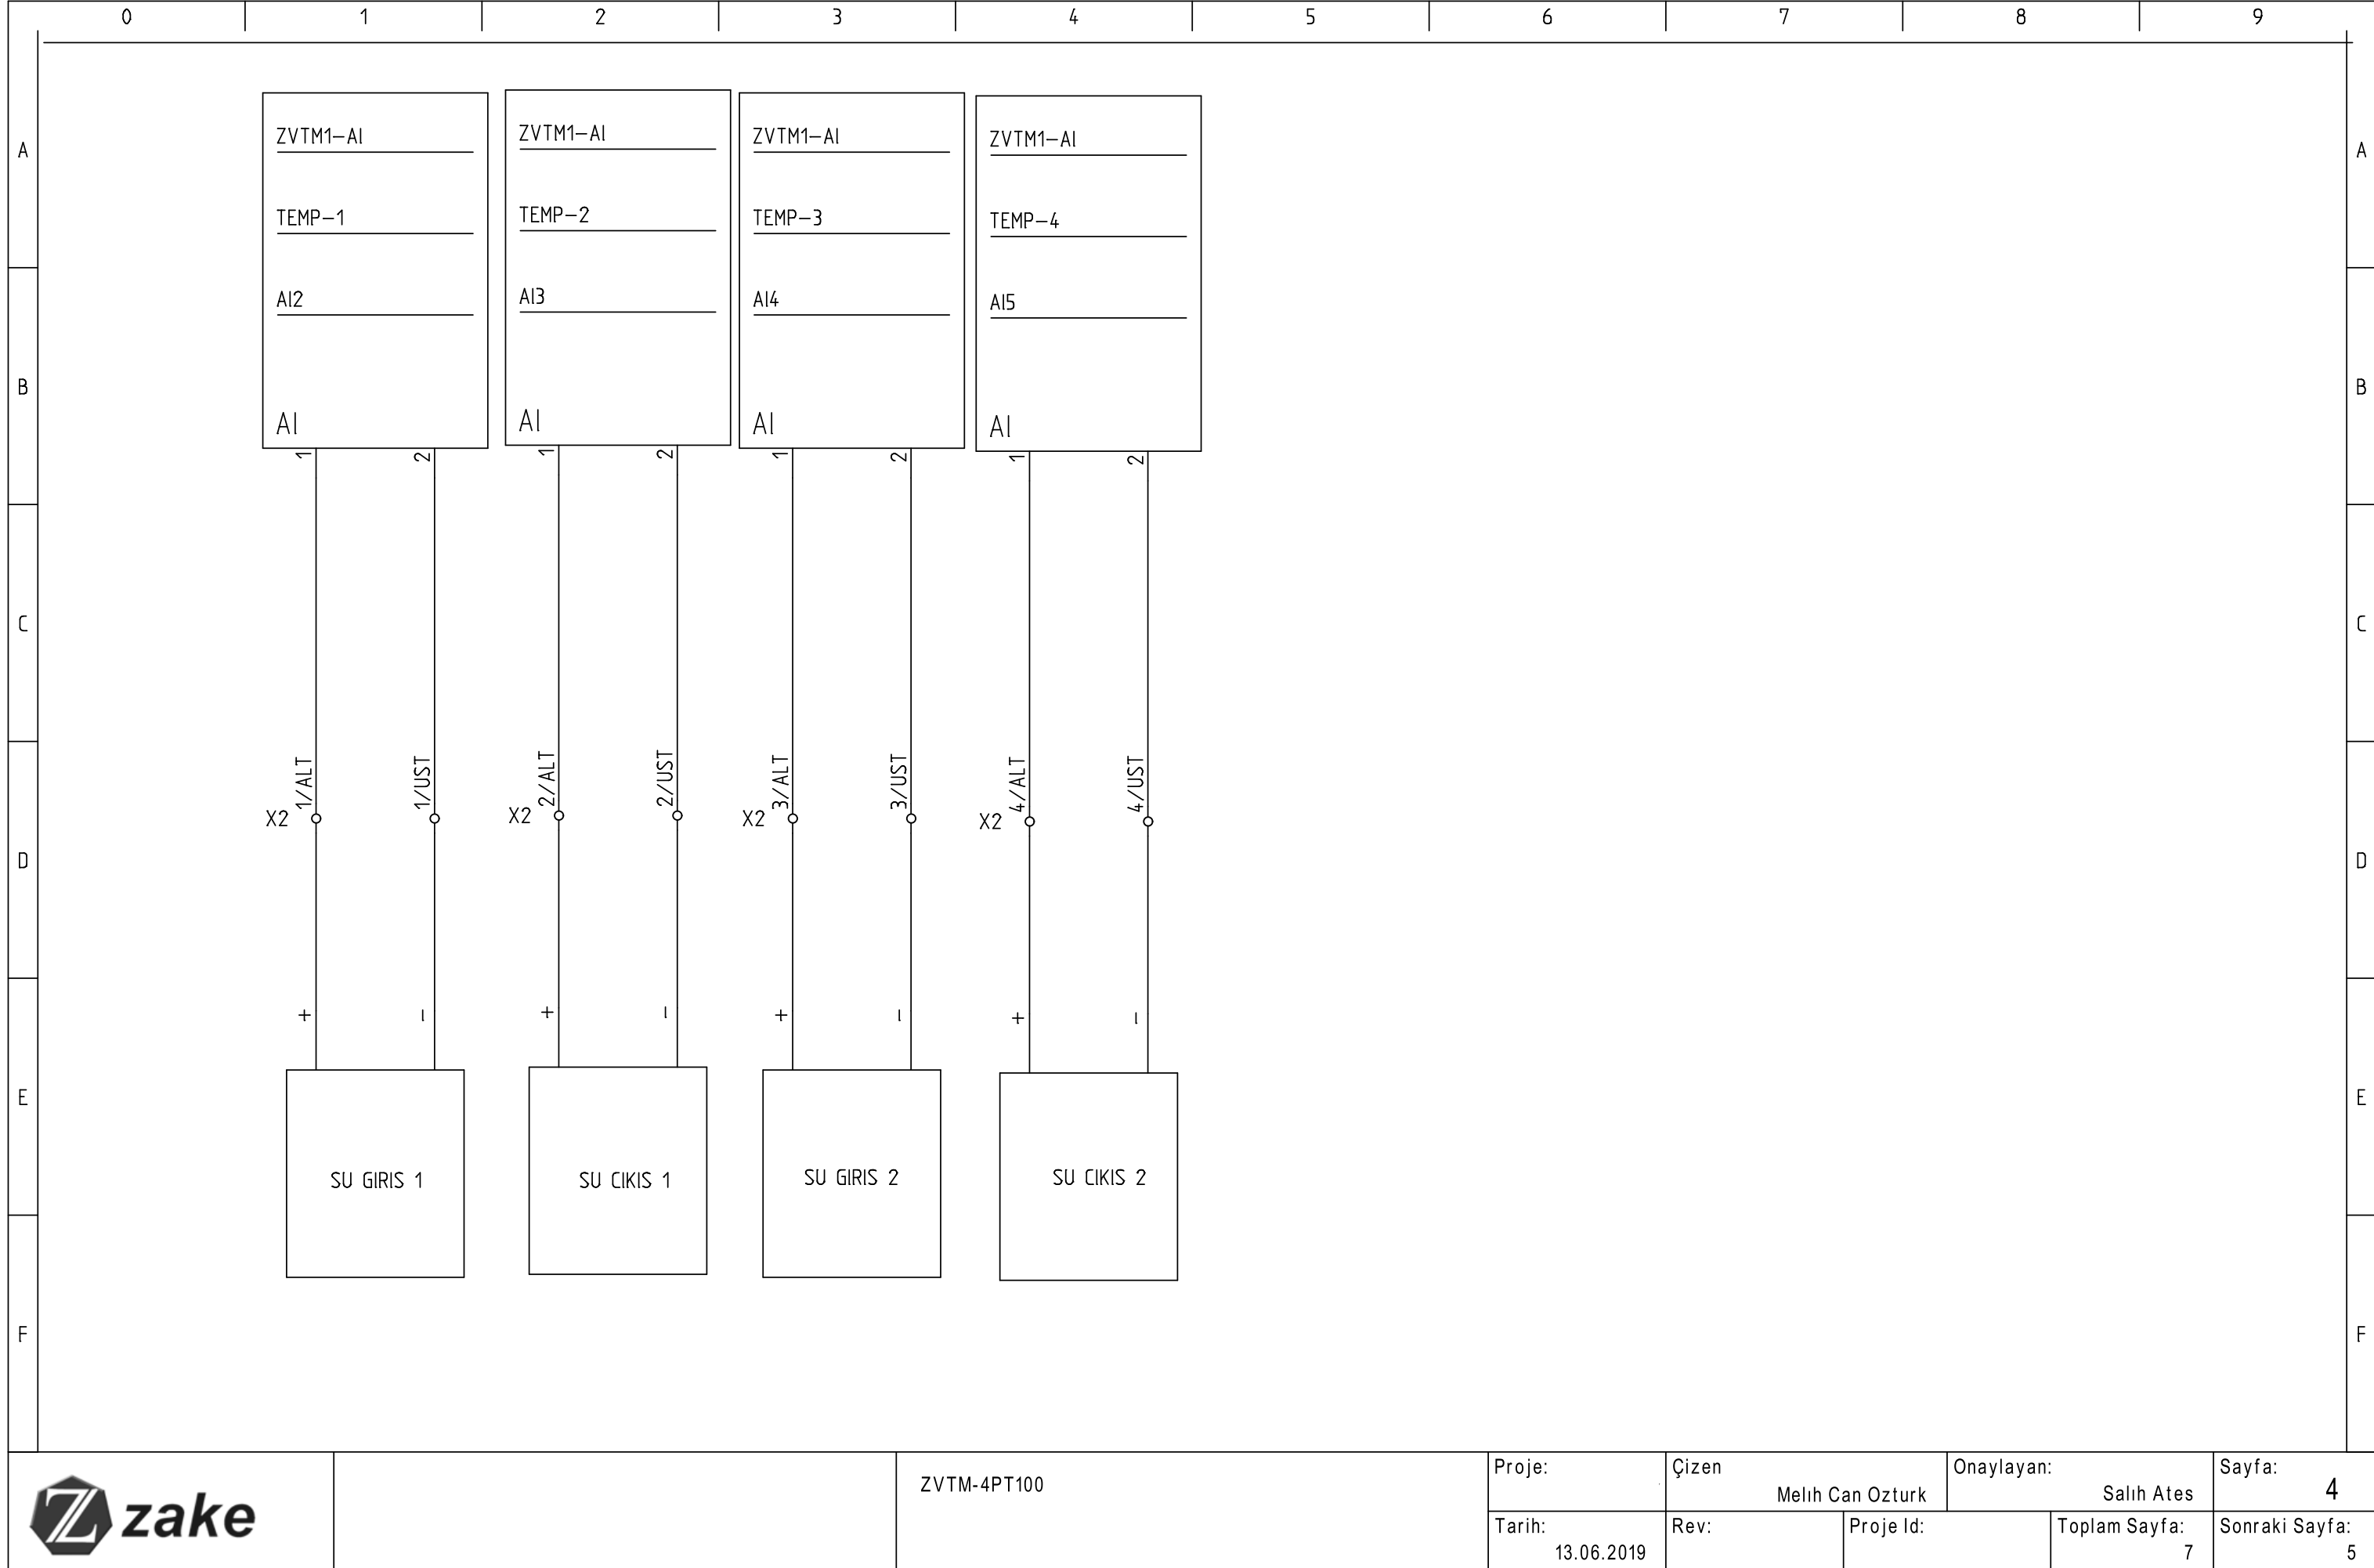 0 1 2 3 4 5 6 7 8 9
A A
ZVTM1-AI ZVTM1-AI ZVTM1-AI ZVTM1-AI
TEMP-1 TEMP-2 TEMP-3 TEMP-4
AI2 AI3 AI4 AI5
B B
AI AI AI AI
1 2 1 2 1 2 1 2
C C
1/ALT 1/UST 2/ALT 2/UST 3/ALT 3/UST 4/ALT 4/UST
X2 X2 X2 X2
D D
+ - + - + - + -
E E
SU GIRIS 1 SU CIKIS 1 SU GIRIS 2 SU CIKIS 2
F F
zake
ZVTM-4PT100
Proje:
Çizen
Melıh Can Ozturk
Onaylayan:
Salıh Ates
Sayfa:
4
Tarih:
13.06.2019
Rev:
Proje Id:
Toplam Sayfa:
7
Sonraki Sayfa:
5